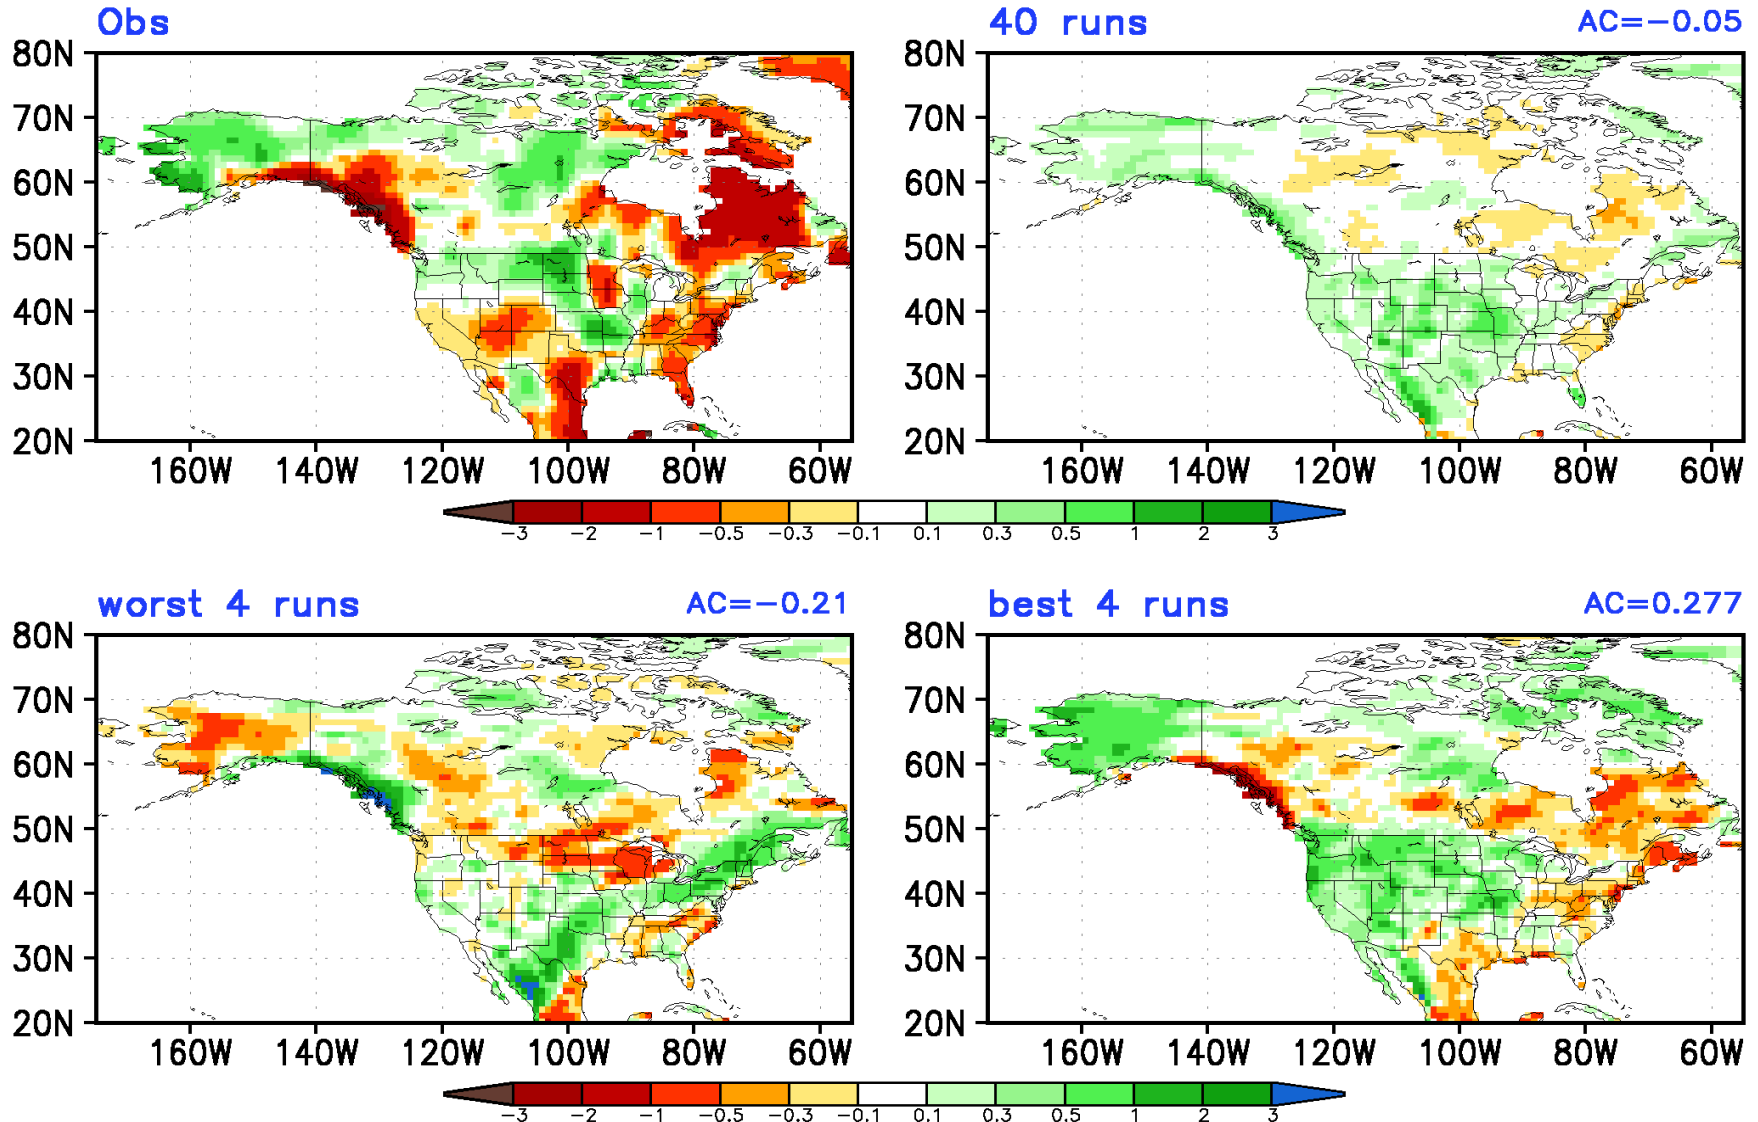 Obs
40 runs AC=-0.05
80N 80N
70N 70N
60N 60N
50N 50N
40N 40N
30N 30N
20N 20N
160W 140W 120W 100W 80W 60W 160W 140W 120W 100W 80W 60W
-3 -2 -1 -0.5 -0.3 -0.1 0.1 0.3 0.5 1 2 3
worst 4 runs AC=-0.21
best 4 runs AC=0.277
80N 80N
70N 70N
60N 60N
50N 50N
40N 40N
30N 30N
20N 20N
160W 140W 120W 100W 80W 60W 160W 140W 120W 100W 80W 60W
-3 -2 -1 -0.5 -0.3 -0.1 0.1 0.3 0.5 1 2 3